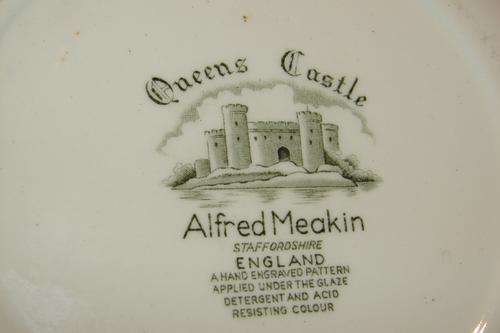 Queens Castle
Alfred Meakin
STAFFORDSHIRE
ENGLAND
A HAND ENGRAVED PATTERN
APPLIED UNDER THE GLAZE
DETERGENT AND ACID
RESISTING COLOUR